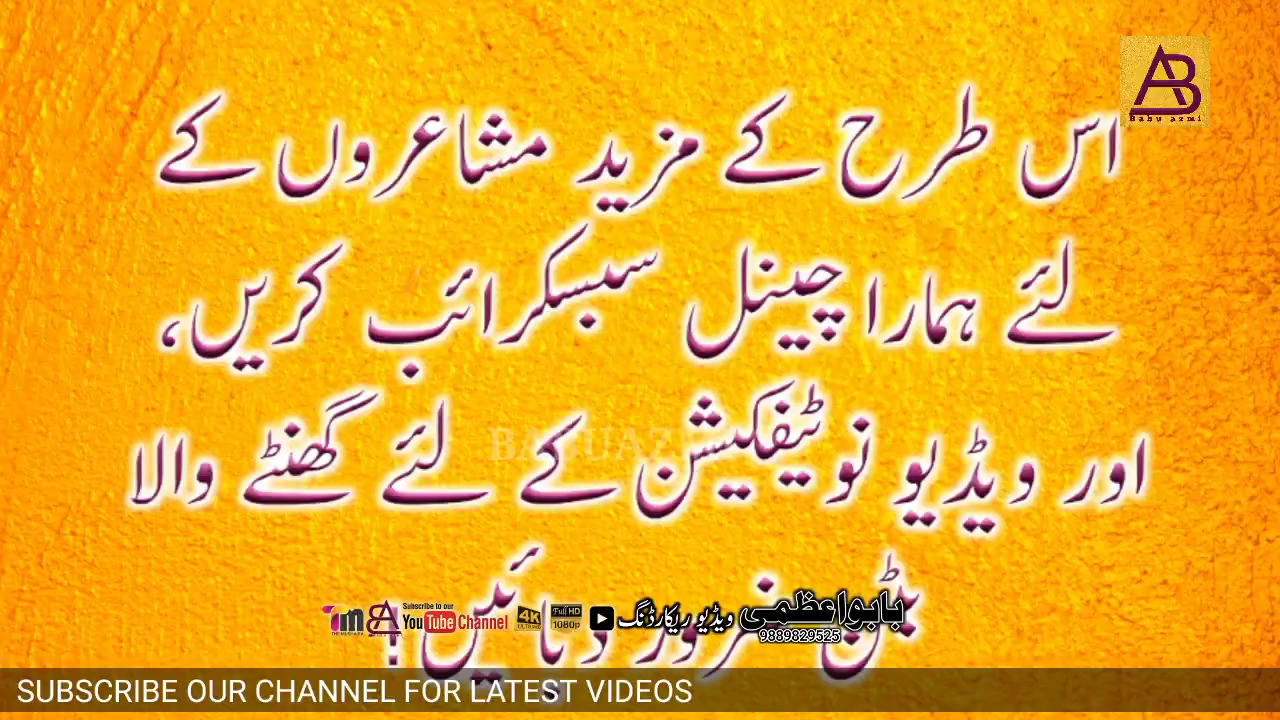 AB
Babu azmi
اس طرح کے مزید مشاعروں کے
لئے ہمارا چینل سبسکرائب کریں،
اور ویڈیو نوٹیفکیشن کے لئے گھنٹے والا
بٹن ضرور دبائیں!
BABUAZ
Subscribe to our
YouTube Channel
4K
Full HD
1080p
ویڈیو ریکارڈنگ
بابو اعظمی
9889829525
SUBSCRIBE OUR CHANNEL FOR LATEST VIDEOS